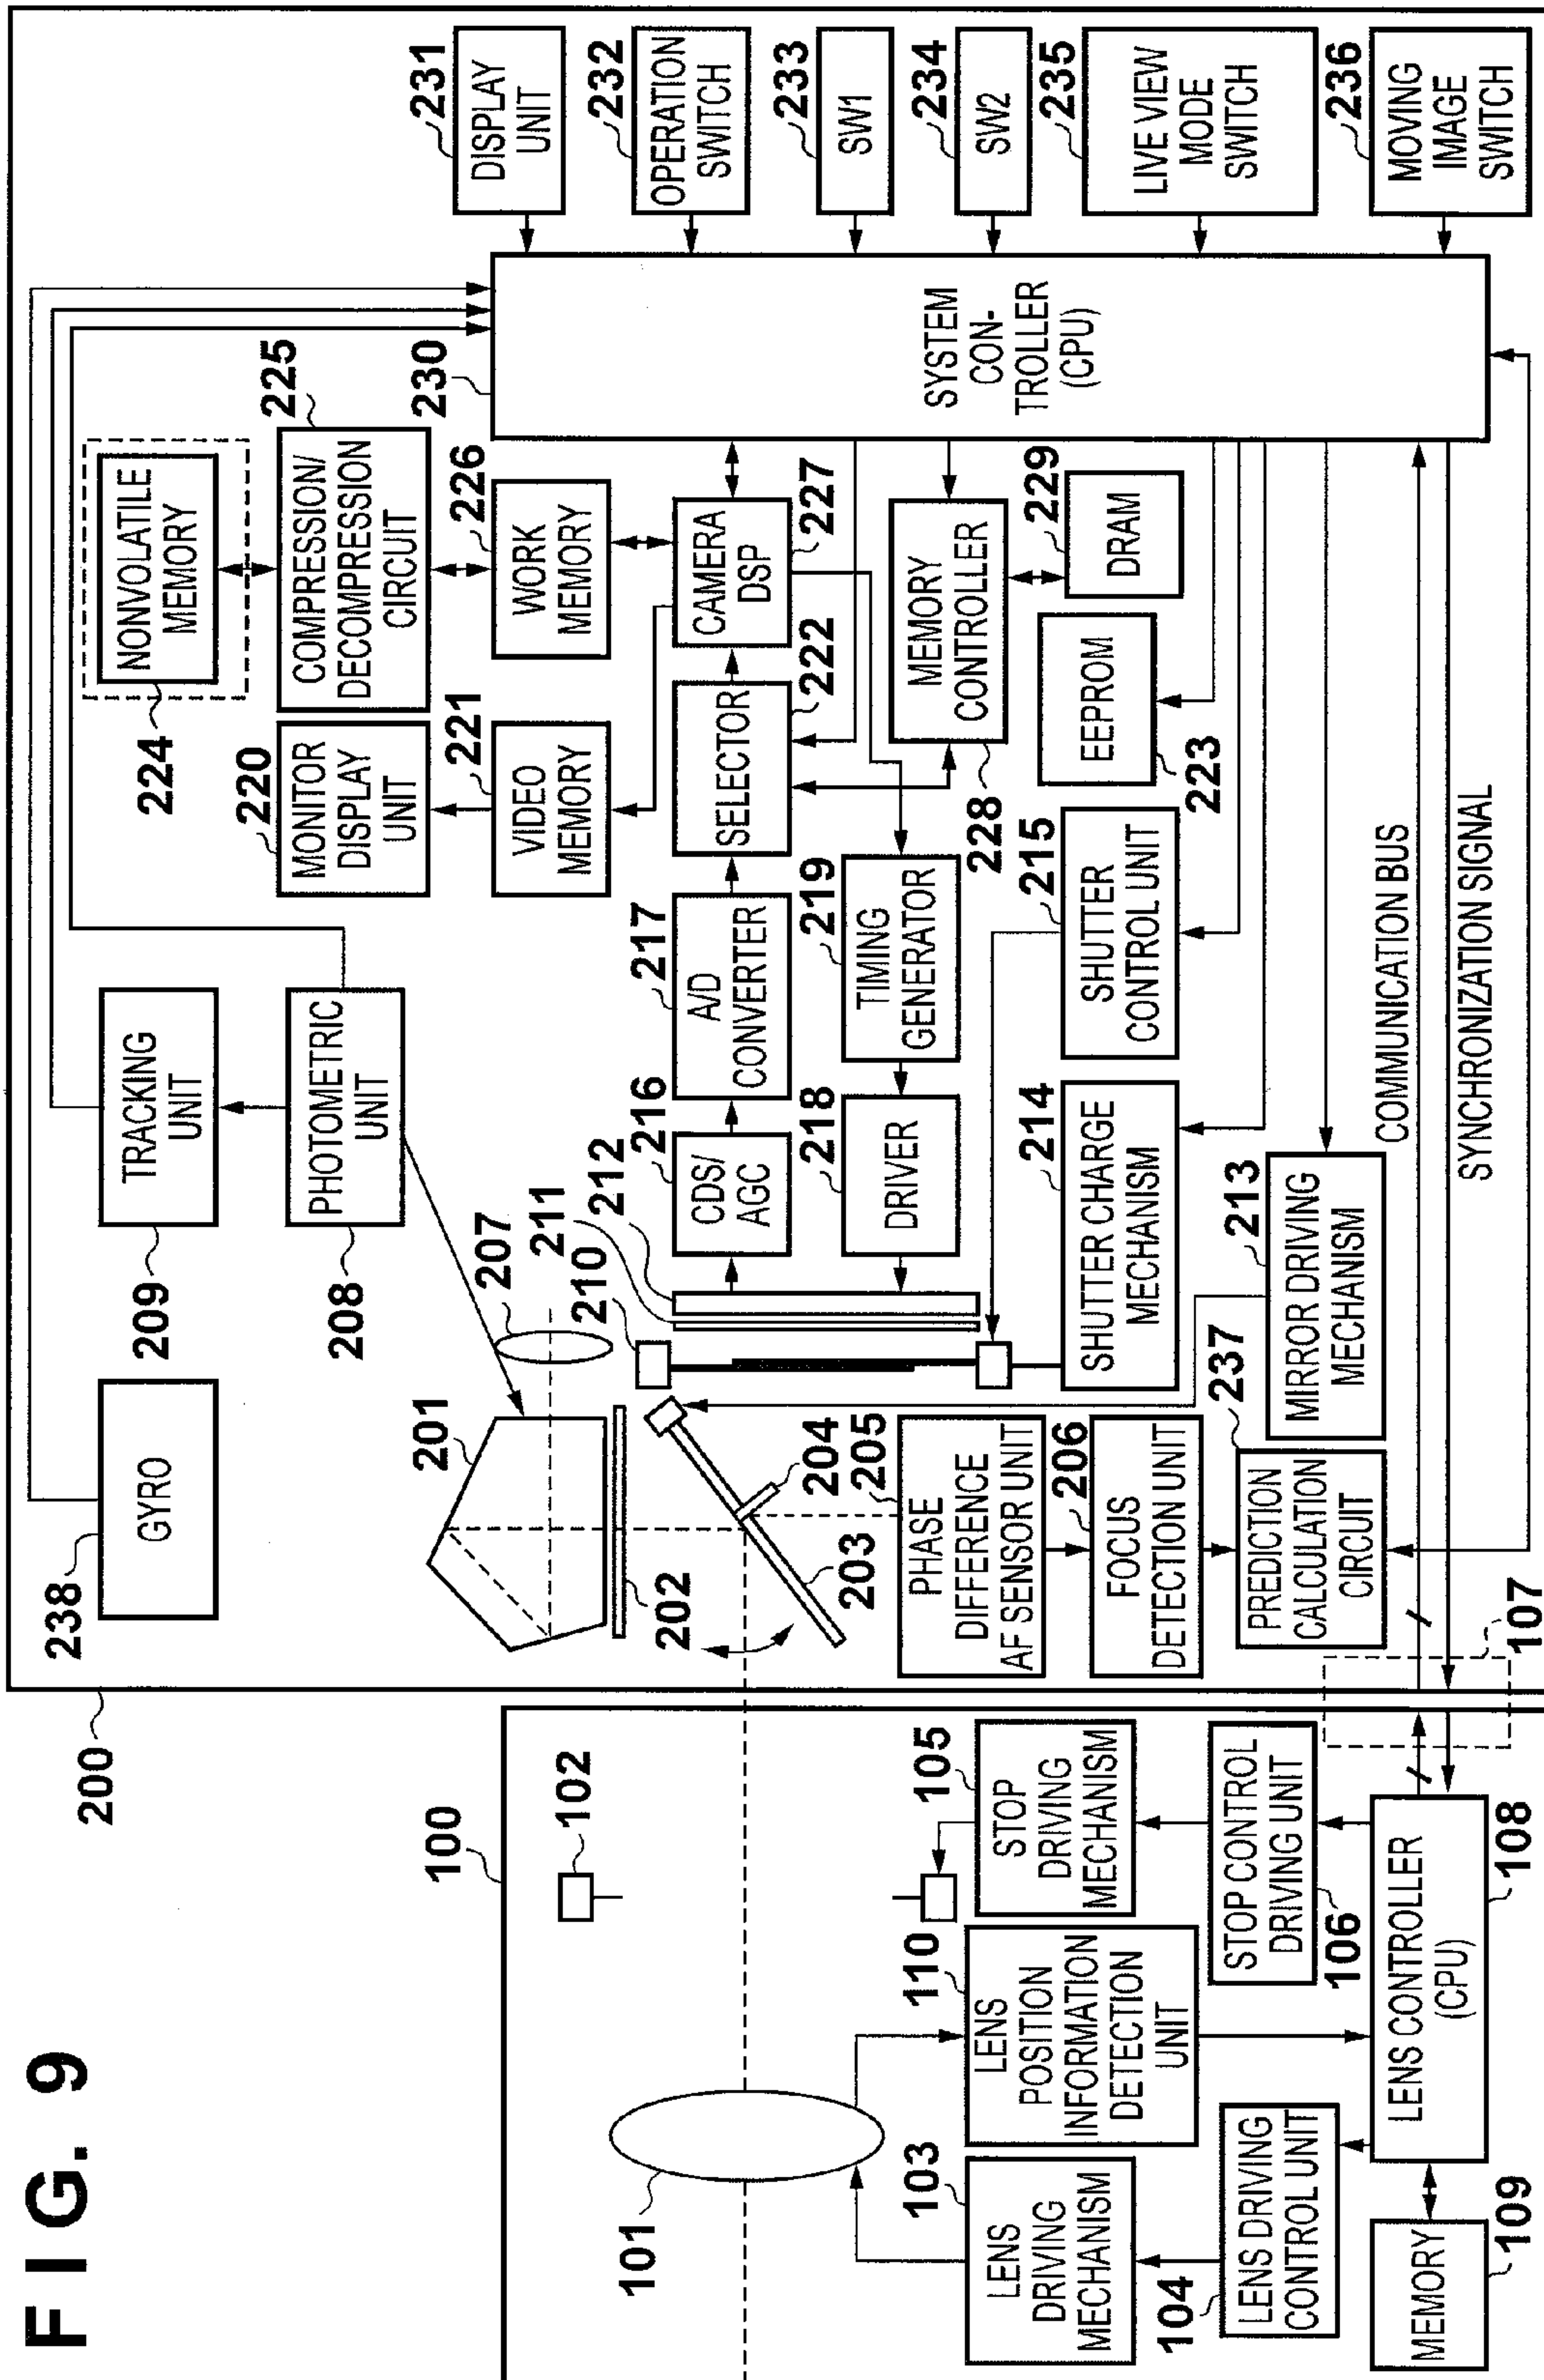 FIG. 9
200
238
GYRO
209
TRACKING
UNIT
208
PHOTOMETRIC
UNIT
224
NONVOLATILE
MEMORY
220
MONITOR
DISPLAY
UNIT
225
COMPRESSION/
DECOMPRESSION
CIRCUIT
221
VIDEO
MEMORY
226
WORK
MEMORY
230
SYSTEM
CON-
TROLLER
(CPU)
231
DISPLAY
UNIT
232
OPERATION
SWITCH
233
SW1
234
SW2
235
LIVE VIEW
MODE
SWITCH
236
MOVING
IMAGE
SWITCH
201
202
203
204
207
210
211
212
216
CDS/
AGC
217
A/D
CONVERTER
222
SELECTOR
227
CAMERA
DSP
218
DRIVER
219
TIMING
GENERATOR
228
MEMORY
CONTROLLER
229
DRAM
223
EEPROM
215
SHUTTER
CONTROL UNIT
214
SHUTTER CHARGE
MECHANISM
213
MIRROR DRIVING
MECHANISM
205
PHASE
DIFFERENCE
AF SENSOR UNIT
206
FOCUS
DETECTION UNIT
237
PREDICTION
CALCULATION
CIRCUIT
COMMUNICATION BUS
SYNCHRONIZATION SIGNAL
107
100
101
102
103
LENS
DRIVING
MECHANISM
110
LENS
POSITION
INFORMATION
DETECTION
UNIT
105
STOP
DRIVING
MECHANISM
104
LENS DRIVING
CONTROL UNIT
106
STOP CONTROL
DRIVING UNIT
109
MEMORY
108
LENS CONTROLLER
(CPU)